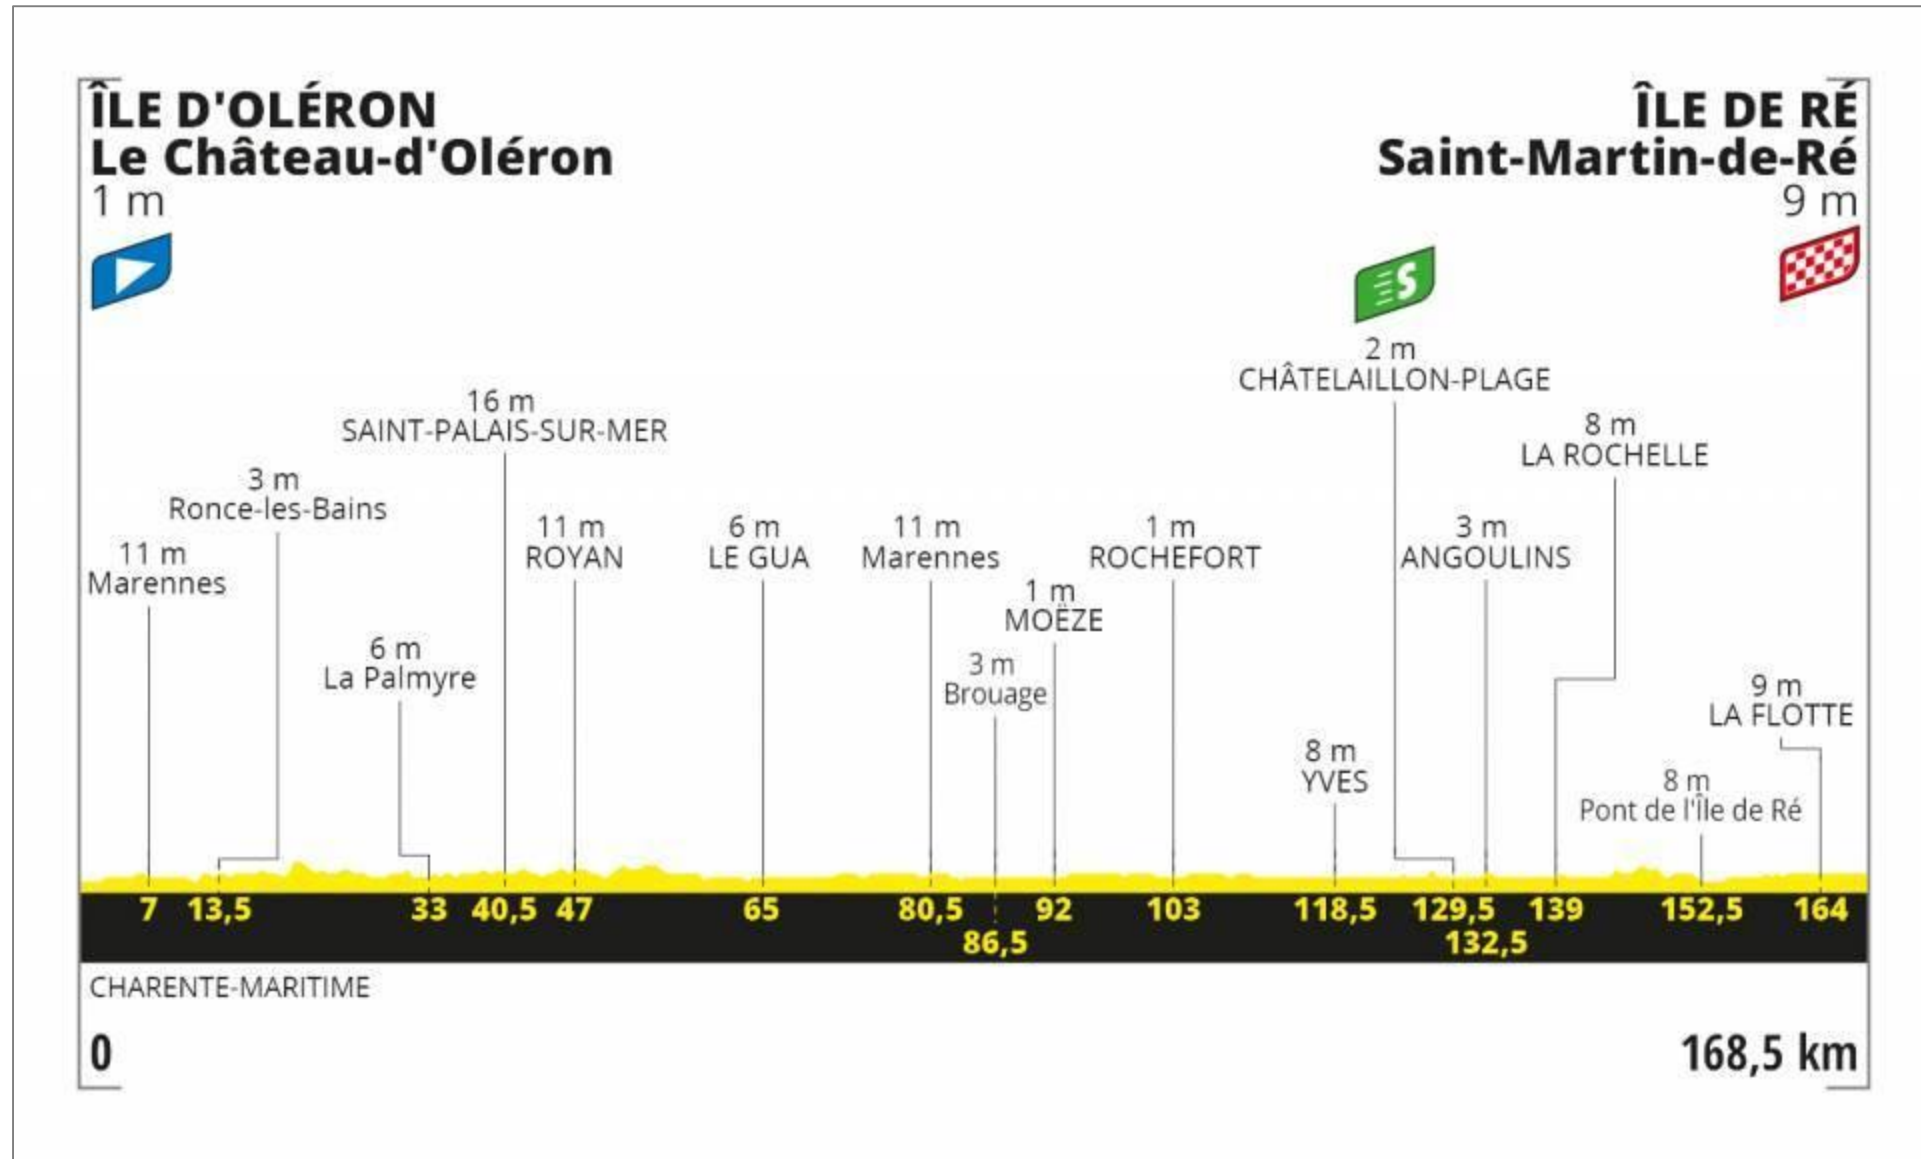 ÎLE D'OLÉRON
Le Château-d'Oléron
1 m
ÎLE DE RÉ
Saint-Martin-de-Ré
9 m
S
11 m
Marennes
3 m
Ronce-les-Bains
6 m
La Palmyre
16 m
SAINT-PALAIS-SUR-MER
11 m
ROYAN
6 m
LE GUA
11 m
Marennes
3 m
Brouage
1 m
MOËZE
1 m
ROCHEFORT
8 m
YVES
2 m
CHÂTELAILLON-PLAGE
3 m
ANGOULINS
8 m
LA ROCHELLE
8 m
Pont de l'Île de Ré
9 m
LA FLOTTE
7 13,5 33 40,5 47 65 80,5 92 103 118,5 129,5 139 152,5 164
86,5 132,5
CHARENTE-MARITIME
0
168,5 km